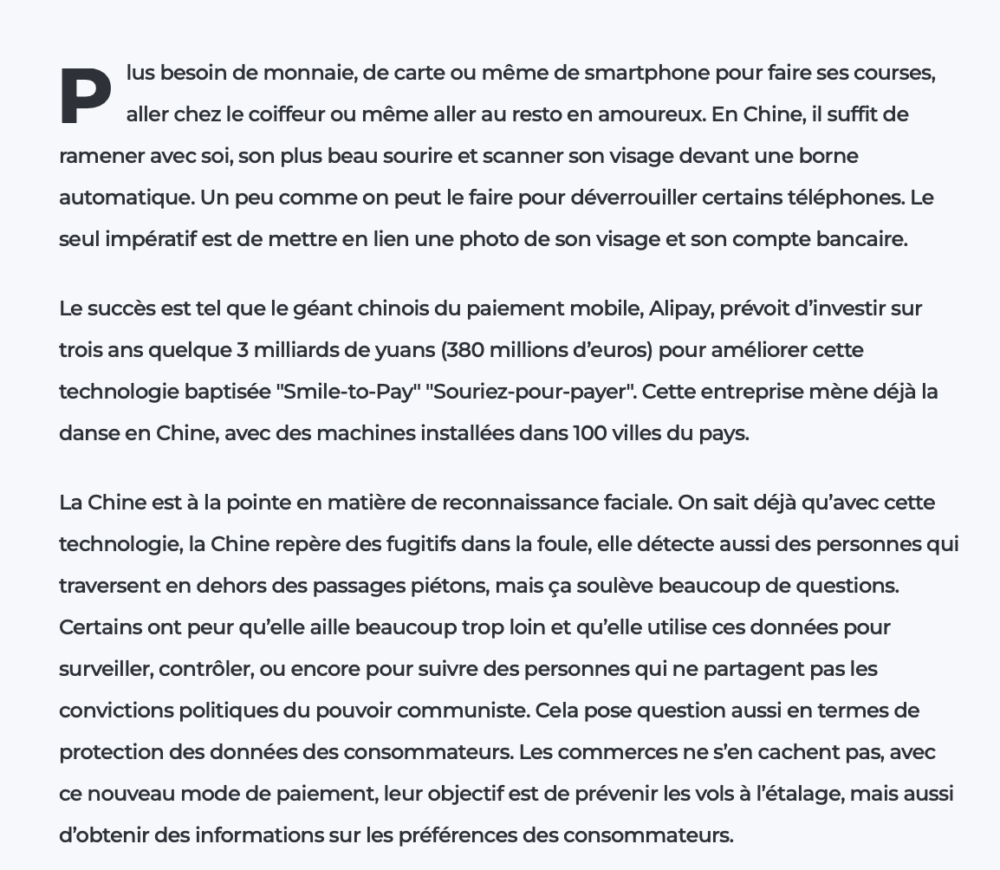 Plus besoin de monnaie, de carte ou même de smartphone pour faire ses courses,
aller chez le coiffeur ou même aller au resto en amoureux. En Chine, il suffit de
ramener avec soi, son plus beau sourire et scanner son visage devant une borne
automatique. Un peu comme on peut le faire pour déverrouiller certains téléphones. Le
seul impératif est de mettre en lien une photo de son visage et son compte bancaire.
Le succès est tel que le géant chinois du paiement mobile, Alipay, prévoit d’investir sur
trois ans quelque 3 milliards de yuans (380 millions d’euros) pour améliorer cette
technologie baptisée "Smile-to-Pay" "Souriez-pour-payer". Cette entreprise mène déjà la
danse en Chine, avec des machines installées dans 100 villes du pays.
La Chine est à la pointe en matière de reconnaissance faciale. On sait déjà qu’avec cette
technologie, la Chine repère des fugitifs dans la foule, elle détecte aussi des personnes qui
traversent en dehors des passages piétons, mais ça soulève beaucoup de questions.
Certains ont peur qu’elle aille beaucoup trop loin et qu’elle utilise ces données pour
surveiller, contrôler, ou encore pour suivre des personnes qui ne partagent pas les
convictions politiques du pouvoir communiste. Cela pose question aussi en termes de
protection des données des consommateurs. Les commerces ne s’en cachent pas, avec
ce nouveau mode de paiement, leur objectif est de prévenir les vols à l’étalage, mais aussi
d’obtenir des informations sur les préférences des consommateurs.